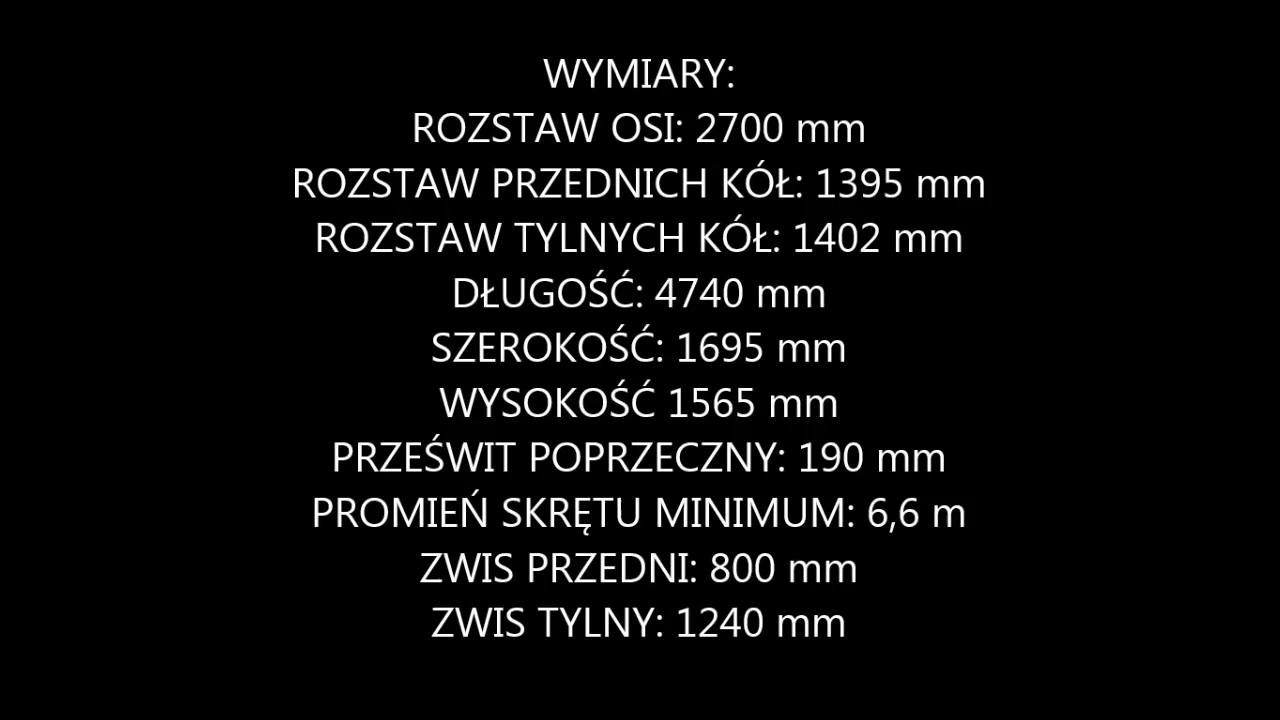 WYMIARY:
ROZSTAW OSI: 2700 mm
ROZSTAW PRZEDNICH KÓŁ: 1395 mm
ROZSTAW TYLNYCH KÓŁ: 1402 mm
DŁUGOŚĆ: 4740 mm
SZEROKOŚĆ: 1695 mm
WYSOKOŚĆ 1565 mm
PRZEŚWIT POPRZECZNY: 190 mm
PROMIEŃ SKRĘTU MINIMUM: 6,6 m
ZWIS PRZEDNI: 800 mm
ZWIS TYLNY: 1240 mm